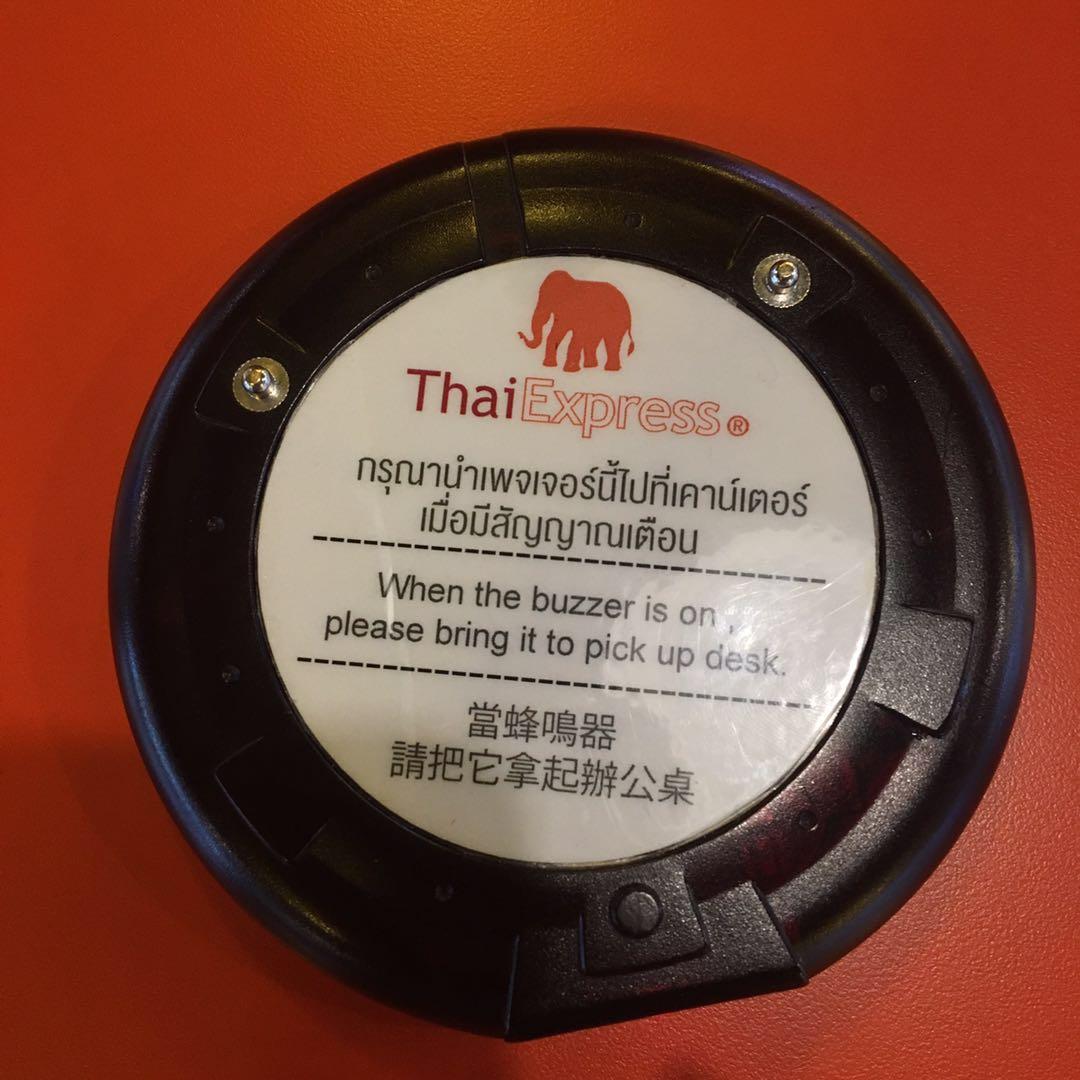 ThaiExpress®
กรุณานำเพจเจอร์นี้ไปที่เคาน์เตอร์
เมื่อมีสัญญาณเตือน
When the buzzer is on ,
please bring it to pick up desk.
當蜂鳴器
請把它拿起辦公桌